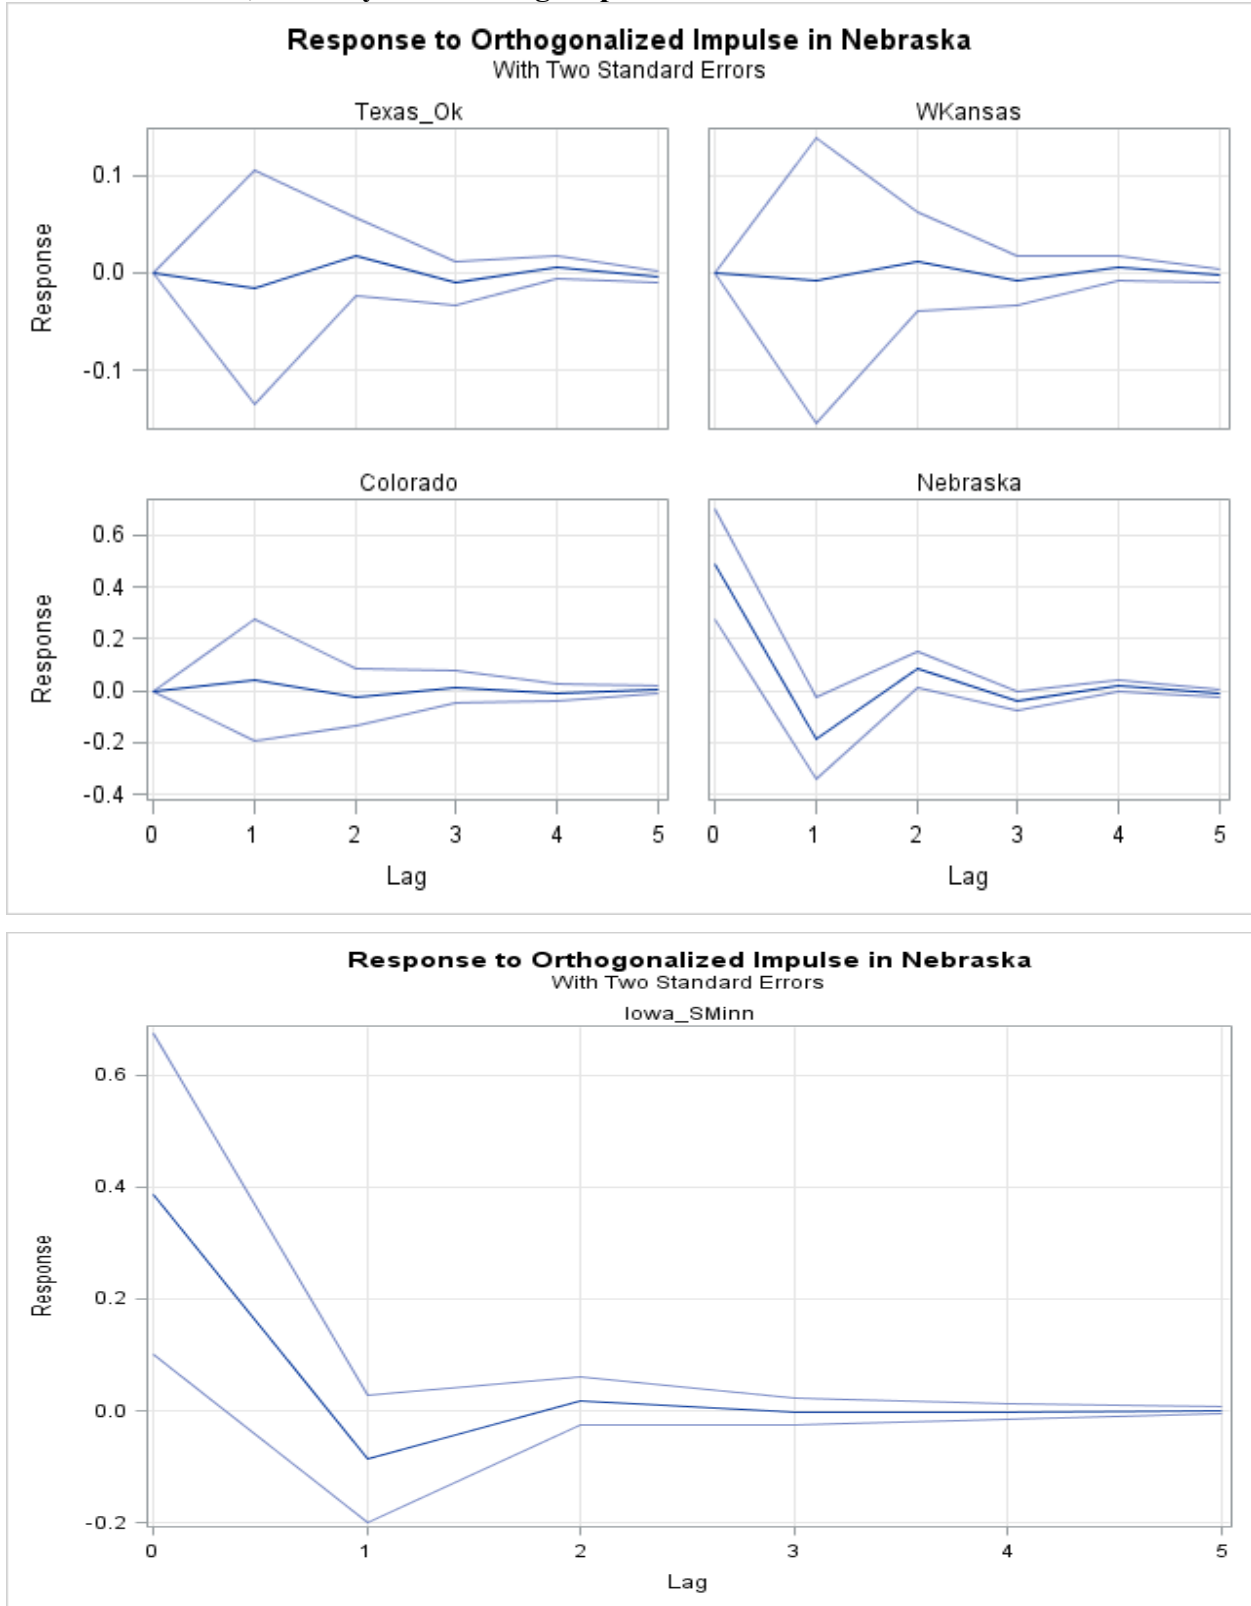 Response to Orthogonalized Impulse in Nebraska
With Two Standard Errors
Texas_Ok
WKansas
0.1
0.0
-0.1
Response
Colorado
Nebraska
0.6
0.4
0.2
0.0
-0.2
-0.4
Response
0 1 2 3 4 5
0 1 2 3 4 5
Lag
Lag
Response to Orthogonalized Impulse in Nebraska
With Two Standard Errors
Iowa_SMinn
0.6
0.4
0.2
0.0
-0.2
Response
0 1 2 3 4 5
Lag